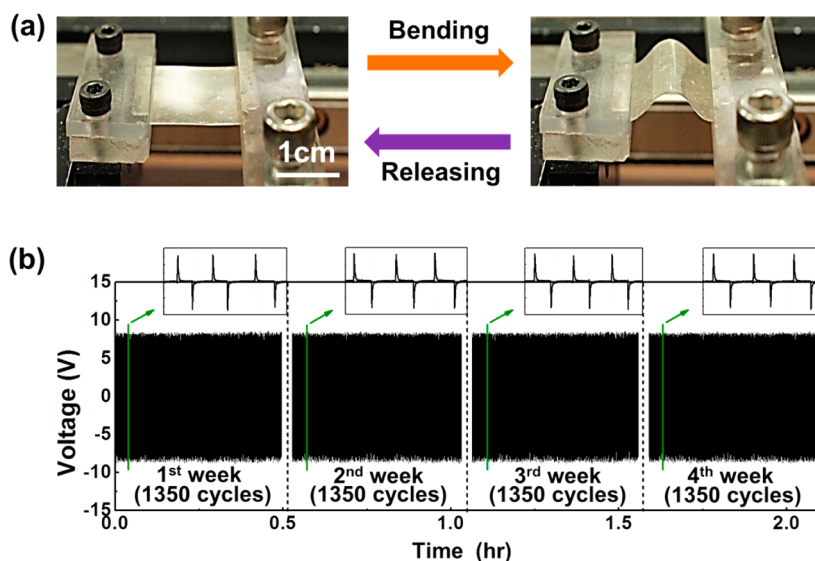 (a)
Bending
1cm
Releasing
(b)
15
10
5
0
-5
-10
-15
Voltage (V)
1st week
(1350 cycles)
2nd week
(1350 cycles)
3rd week
(1350 cycles)
4th week
(1350 cycles)
0.0 0.5 1.0 1.5 2.0
Time (hr)